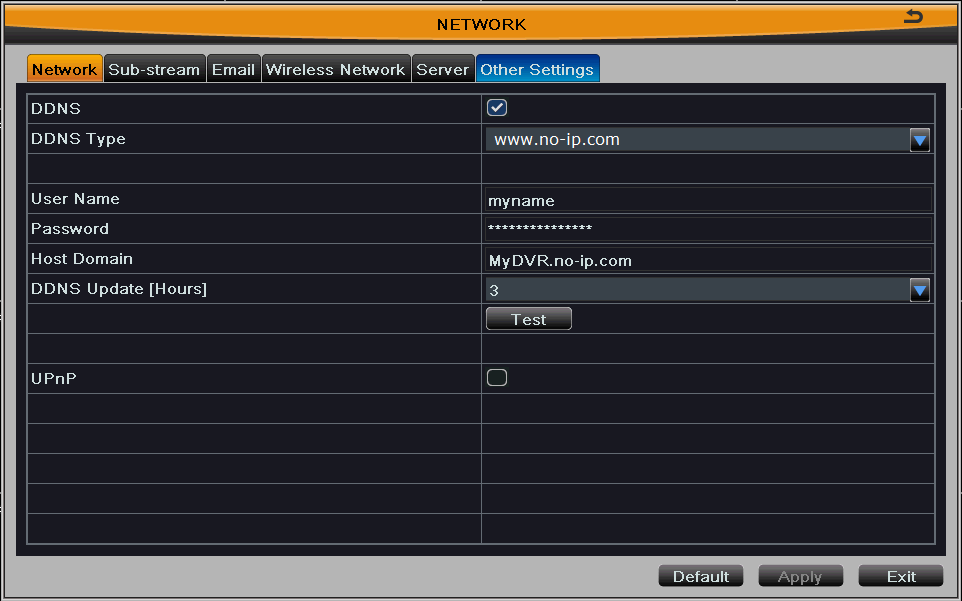 NETWORK
Network Sub-stream Email Wireless Network Server Other Settings
DDNS
DDNS Type www.no-ip.com
User Name myname
Password ***************
Host Domain MyDVR.no-ip.com
DDNS Update [Hours] 3
Test
UPnP
Default Apply Exit